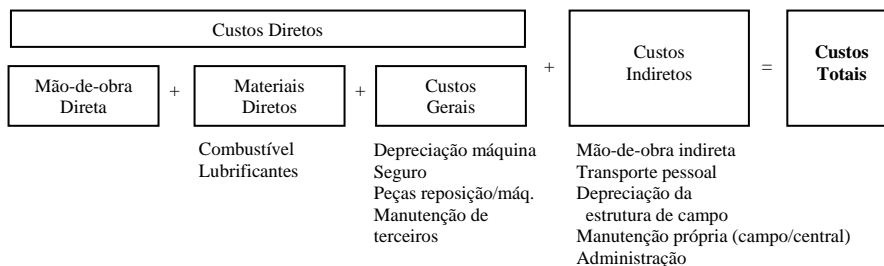 Custos Diretos
Mão-de-obra
Direta
+
Materiais
Diretos
+
Custos
Gerais
+
Custos
Indiretos
=
Custos
Totais
Combustível
Lubrificantes
Depreciação máquina
Seguro
Peças reposição/máq.
Manutenção de
terceiros
Mão-de-obra indireta
Transporte pessoal
Depreciação da
estrutura de campo
Manutenção própria (campo/central)
Administração